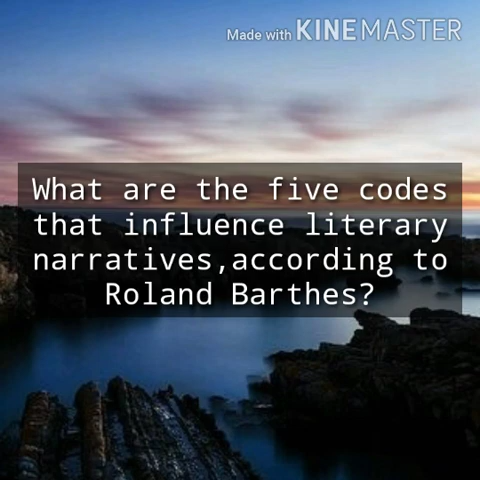 Made with KINEMASTER
What are the five codes
that influence literary
narratives,according to
Roland Barthes?